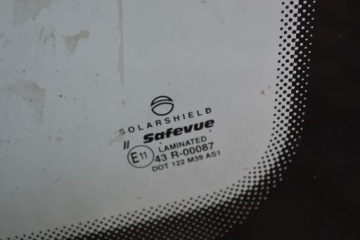 SOLARSHIELD
Safevue
" LAMINATED
E11 43 R-00087
DOT 122 M39 AS1